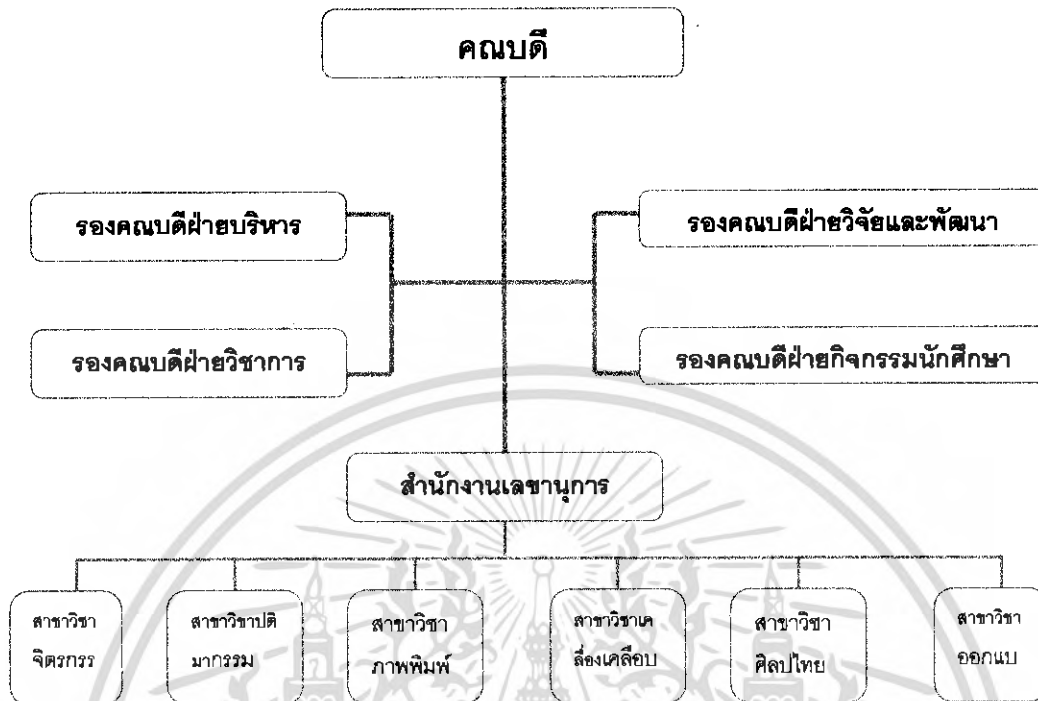 คณบดี
รองคณบดีฝ่ายบริหาร
รองคณบดีฝ่ายวิจัยและพัฒนา
รองคณบดีฝ่ายวิชาการ
รองคณบดีฝ่ายกิจกรรมนักศึกษา
สำนักงานเลขานุการ
สาขาวิชา
จิตรกรร
สาขาวิชาปติ
มากรรม
สาขาวิชา
ภาพพิมพ์
สาขาวิชาเค
ลื่องเคลือบ
สาขาวิชา
ศิลปไทย
สาขาวิชา
ออกแบ